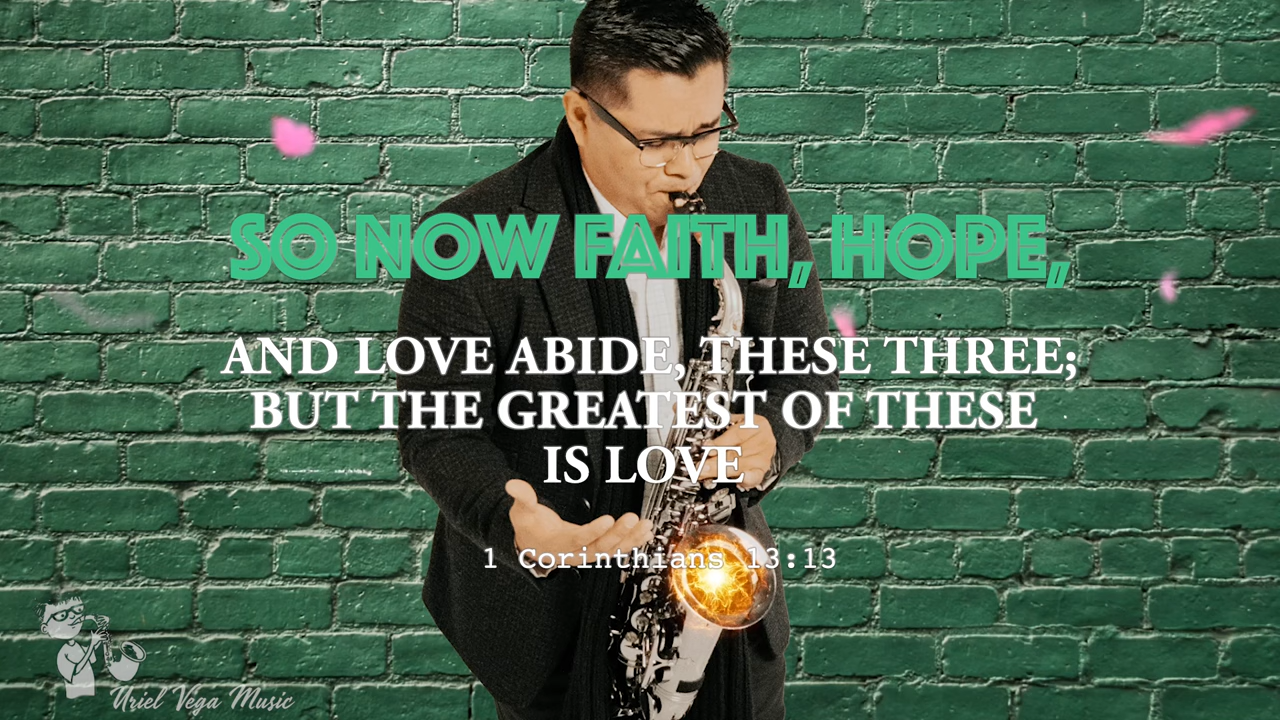 SO NOW FAITH, HOPE,
AND LOVE ABIDE, THESE THREE;
BUT THE GREATEST OF THESE
IS LOVE
1 Corinthians 13:13
Uriel Vega Music